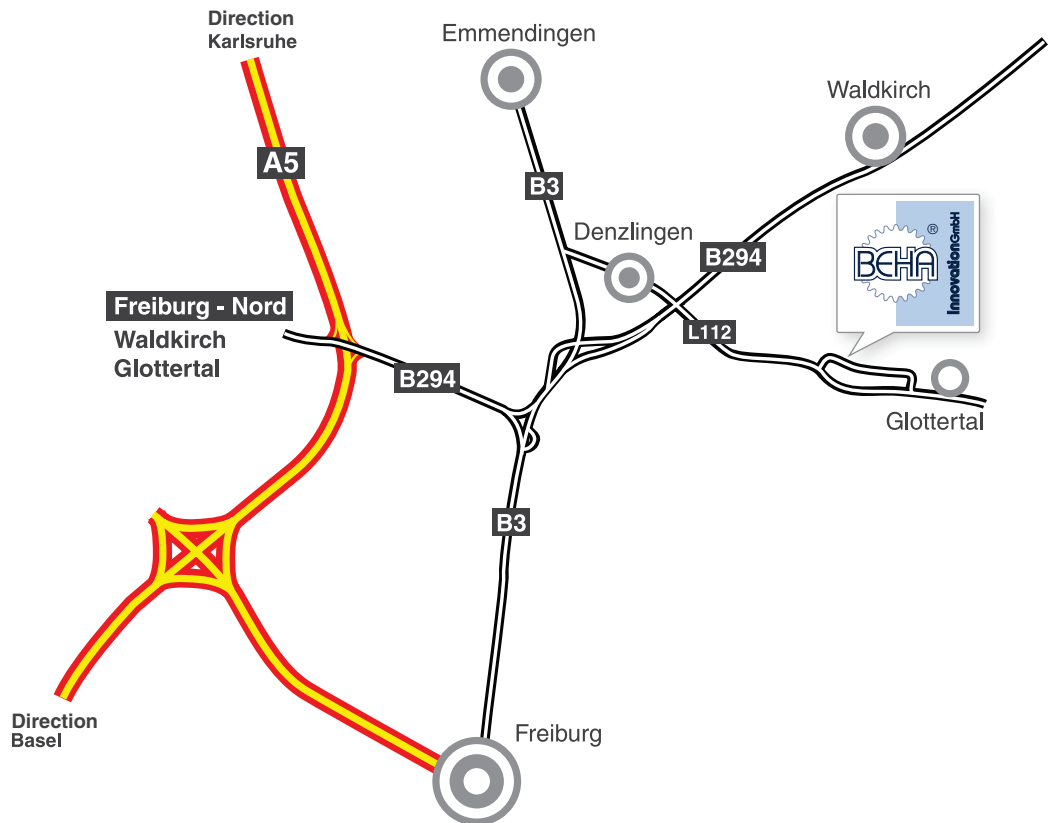 Direction
Karlsruhe
Emmendingen
Waldkirch
A5
B3
Denzlingen
BEHA ®
InnovationGmbH
B294
Freiburg - Nord
Waldkirch
Glottertal
L112
B294
Glottertal
B3
Direction
Basel
Freiburg